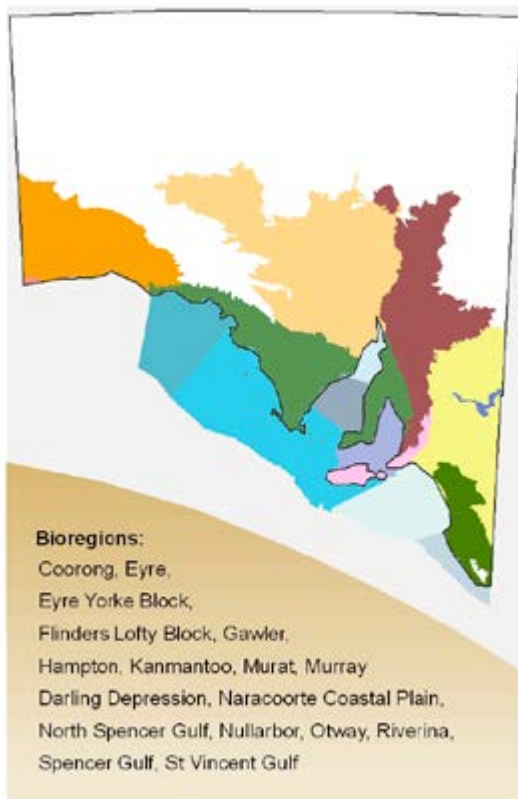 Bioregions:
Coorong, Eyre,
Eyre Yorke Block,
Flinders Lofty Block, Gawler,
Hampton, Kanmantoo, Murat, Murray
Darling Depression, Naracoorte Coastal Plain,
North Spencer Gulf, Nullarbor, Otway, Riverina,
Spencer Gulf, St Vincent Gulf